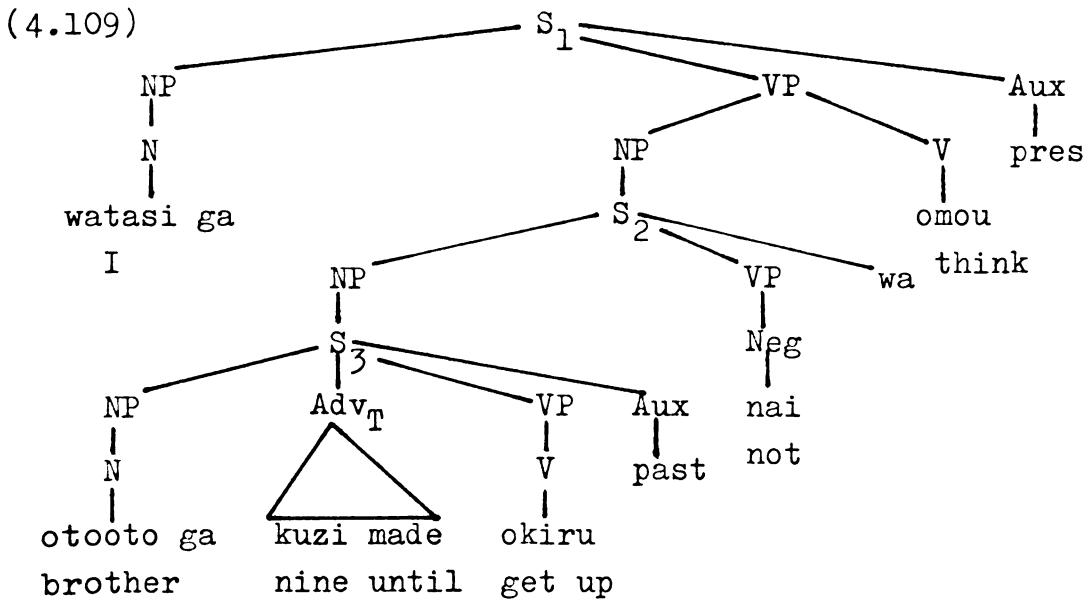 (4.109)
S1
NP VP Aux
N NP V pres
watasi ga S2 omou
I think
NP VP wa
S3 Neg
NP AdvT VP Aux nai
N V past not
otooto ga kuzi made okiru
brother nine until get up